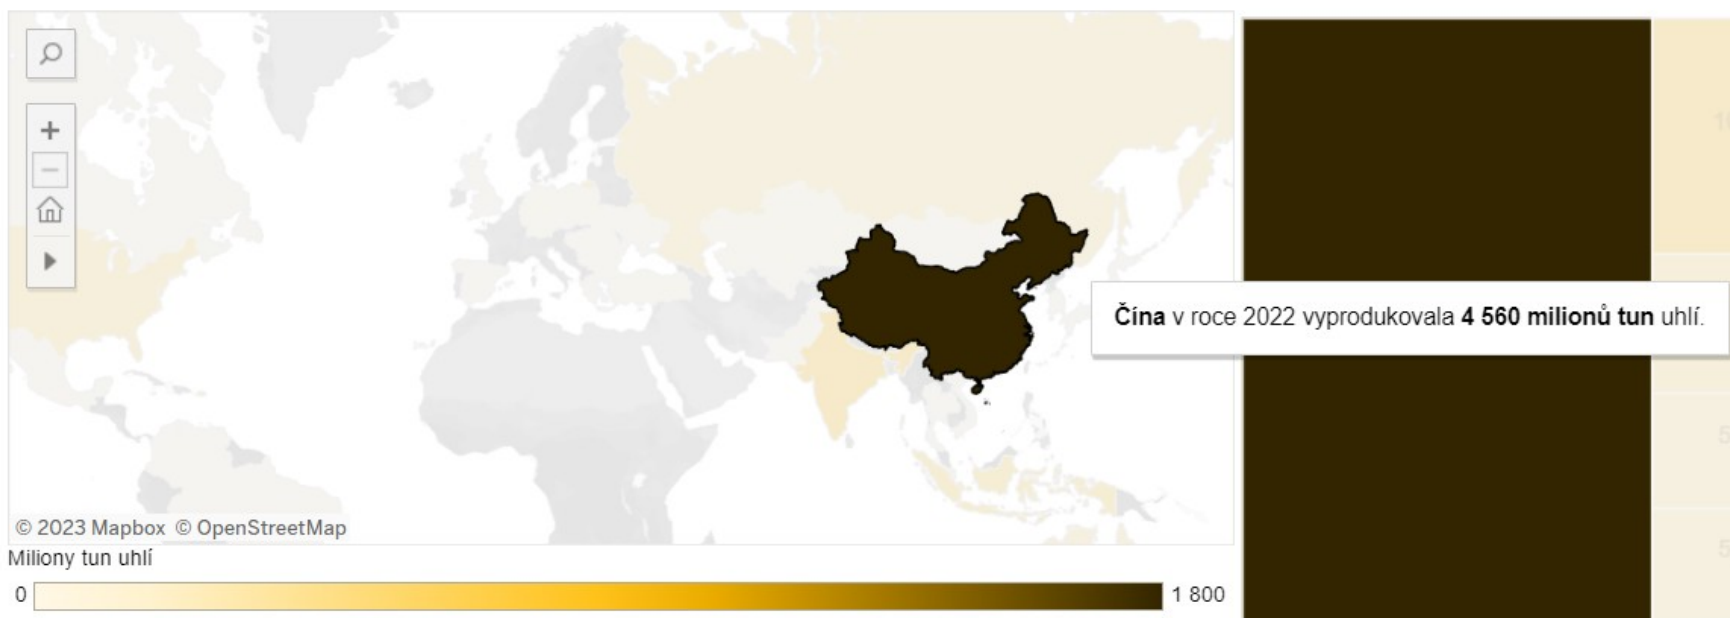 Čína v roce 2022 vyprodukovala 4 560 milionů tun uhlí.
© 2023 Mapbox © OpenStreetMap
Miliony tun uhlí
0
1 800